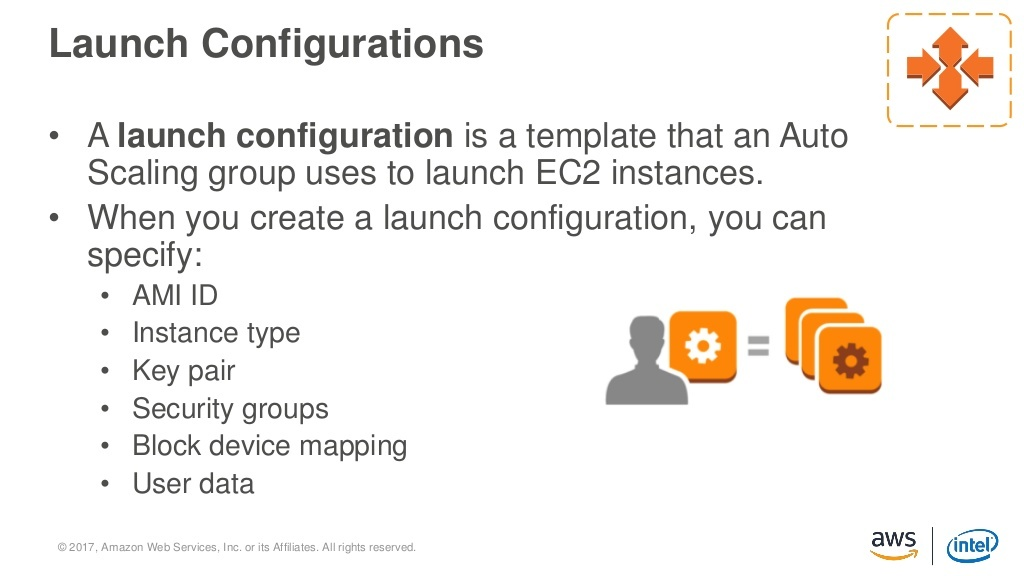 Launch Configurations
• A launch configuration is a template that an Auto
Scaling group uses to launch EC2 instances.
• When you create a launch configuration, you can
specify:
• AMI ID
• Instance type
• Key pair
• Security groups
• Block device mapping
• User data
© 2017, Amazon Web Services, Inc. or its Affiliates. All rights reserved.
aws
intel